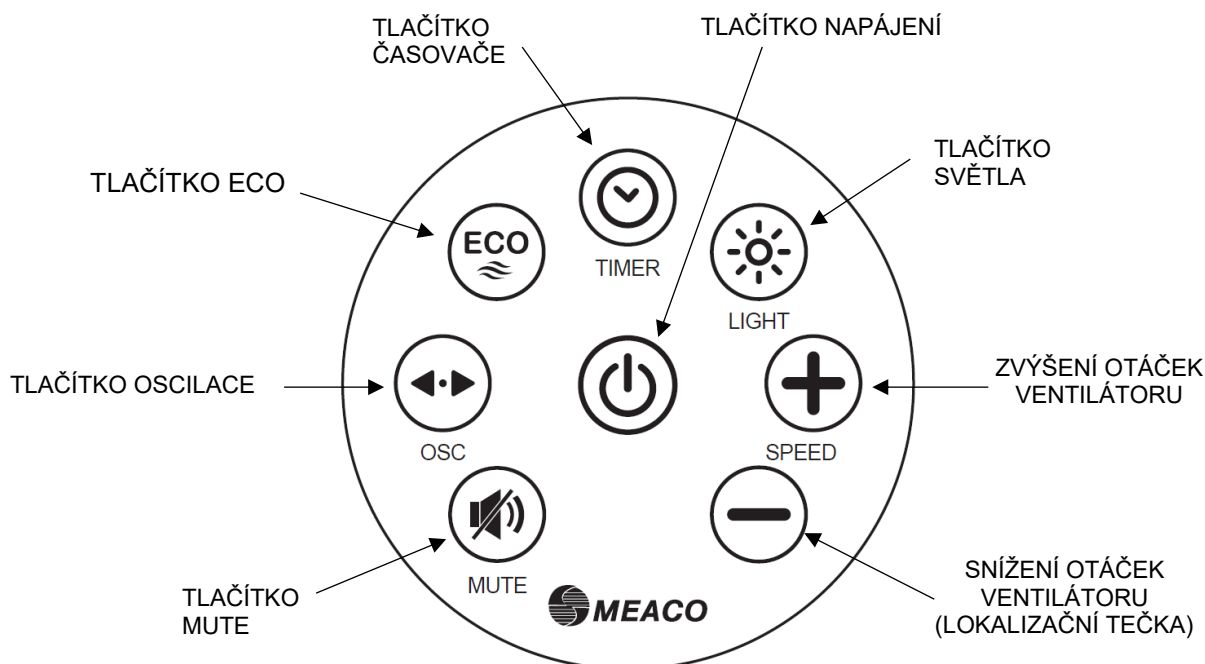 TLAČÍTKO
ČASOVAČE
TLAČÍTKO NAPÁJENÍ
TLAČÍTKO
SVĚTLA
TLAČÍTKO ECO
ECO
TIMER
LIGHT
TLAČÍTKO OSCILACE
ZVÝŠENÍ OTÁČEK
VENTILÁTORU
OSC
SPEED
MUTE
TLAČÍTKO
MUTE
MEACO
SNÍŽENÍ OTÁČEK
VENTILÁTORU
(LOKALIZAČNÍ TEČKA)